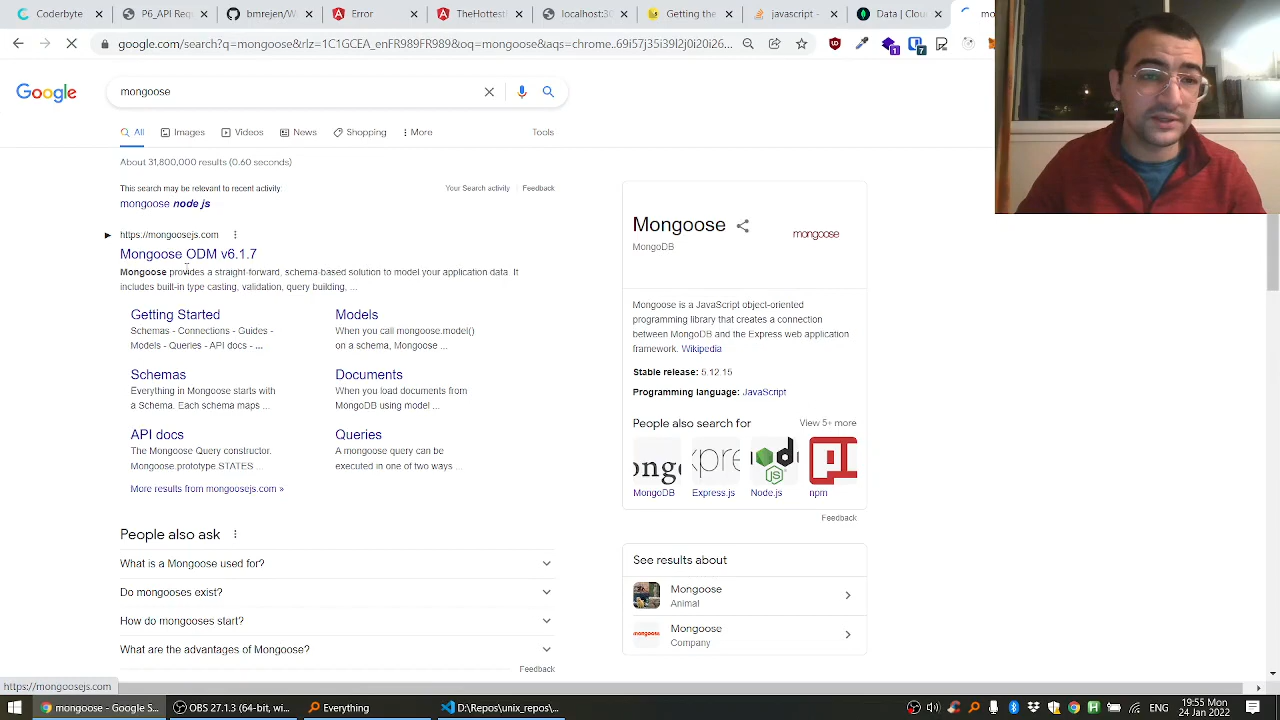 Coderbyte
P6 API Requi
Error
TheHotest
localhost:30
Getting the
javascript -
Data | Clou
google.com/search?q=mongoose&rlz=1C1GCEA_enFR989FR989&oq=mongoose&aqs=chrome
Google
mongoose
All
Images
Videos
News
Shopping
More
Tools
About 31,800,000 results (0.60 seconds)
This search may be relevant to recent activity:
Your Search activity
Feedback
mongoose node js
https://mongoosejs.com
Mongoose ODM v6.1.7
Mongoose provides a straight-forward, schema-based solution to model your application data. It
includes built-in type casting, validation, query building, ...
Getting Started
Schemas - Connections - Guides -
Models - Queries - API docs - ...
Models
When you call mongoose.model()
on a schema, Mongoose ...
Schemas
Everything in Mongoose starts with
a Schema. Each schema maps ...
Documents
When you load documents from
MongoDB using model ...
API docs
The Mongoose Query constructor.
Mongoose.prototype.STATES ...
Queries
A mongoose query can be
executed in one of two ways ...
More results from mongoosejs.com »
People also ask
What is a Mongoose used for?
Do mongooses exist?
How do mongooses start?
What are the advantages of Mongoose?
Feedback
Mongoose
MongoDB
mongoose
Mongoose is a JavaScript object-oriented
programming library that creates a connection
between MongoDB and the Express web application
framework. Wikipedia
Stable release: 5.12.15
Programming language: JavaScript
People also search for
View 5+ more
MongoDB
Express.js
Node.js
npm
Feedback
See results about
Mongoose
Animal
Mongoose
Company
https://mongoosejs.com
mongoose - Google S...
OBS 27.1.3 (64-bit, wi...
Everything
D:\Repos\unix_repos\...
ENG
19:55 Mon
24 Jan 2022